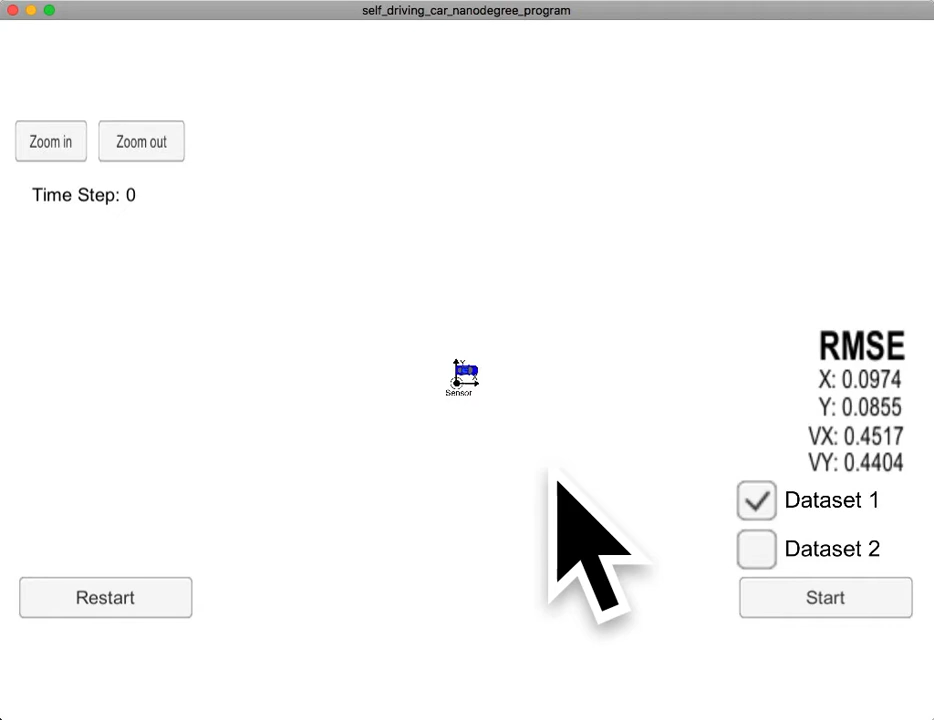 self_driving_car_nanodegree_program
Zoom in
Zoom out
Time Step: 0
Y
X
Sensor
RMSE
X: 0.0974
Y: 0.0855
VX: 0.4517
VY: 0.4404
Dataset 1
Dataset 2
Restart
Start